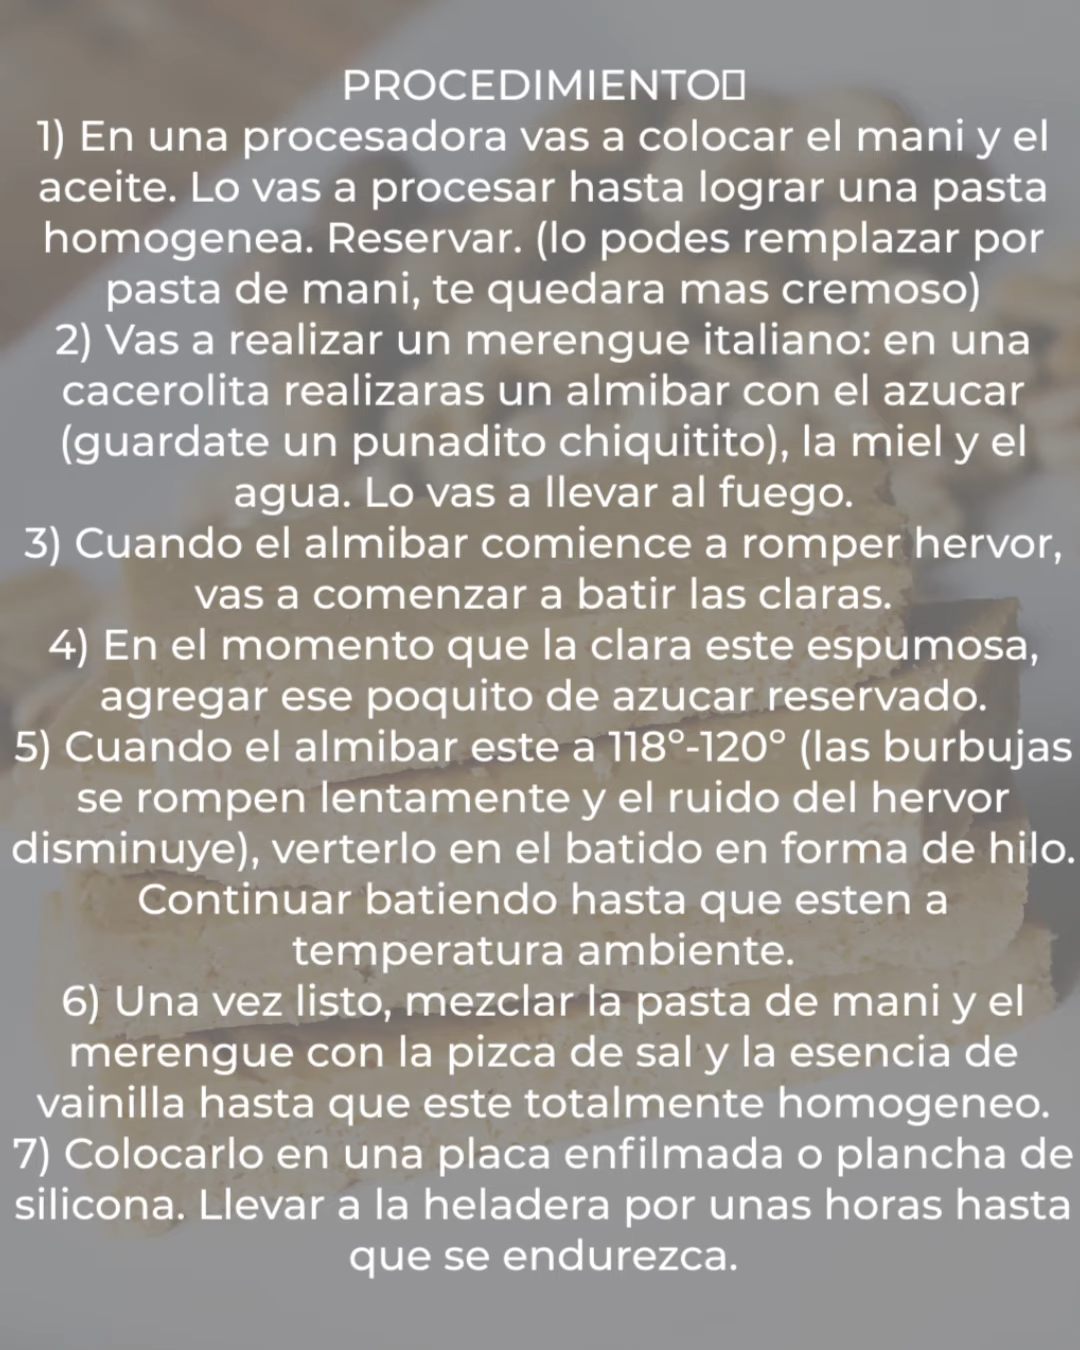 PROCEDIMIENTO▯
1) En una procesadora vas a colocar el mani y el
aceite. Lo vas a procesar hasta lograr una pasta
homogenea. Reservar. (lo podes remplazar por
pasta de mani, te quedara mas cremoso)
2) Vas a realizar un merengue italiano: en una
cacerolita realizaras un almibar con el azucar
(guardate un punadito chiquitito), la miel y el
agua. Lo vas a llevar al fuego.
3) Cuando el almibar comience a romper hervor,
vas a comenzar a batir las claras.
4) En el momento que la clara este espumosa,
agregar ese poquito de azucar reservado.
5) Cuando el almibar este a 118°-120° (las burbujas
se rompen lentamente y el ruido del hervor
disminuye), verterlo en el batido en forma de hilo.
Continuar batiendo hasta que esten a
temperatura ambiente.
6) Una vez listo, mezclar la pasta de mani y el
merengue con la pizca de sal y la esencia de
vainilla hasta que este totalmente homogeneo.
7) Colocarlo en una placa enfilmada o plancha de
silicona. Llevar a la heladera por unas horas hasta
que se endurezca.